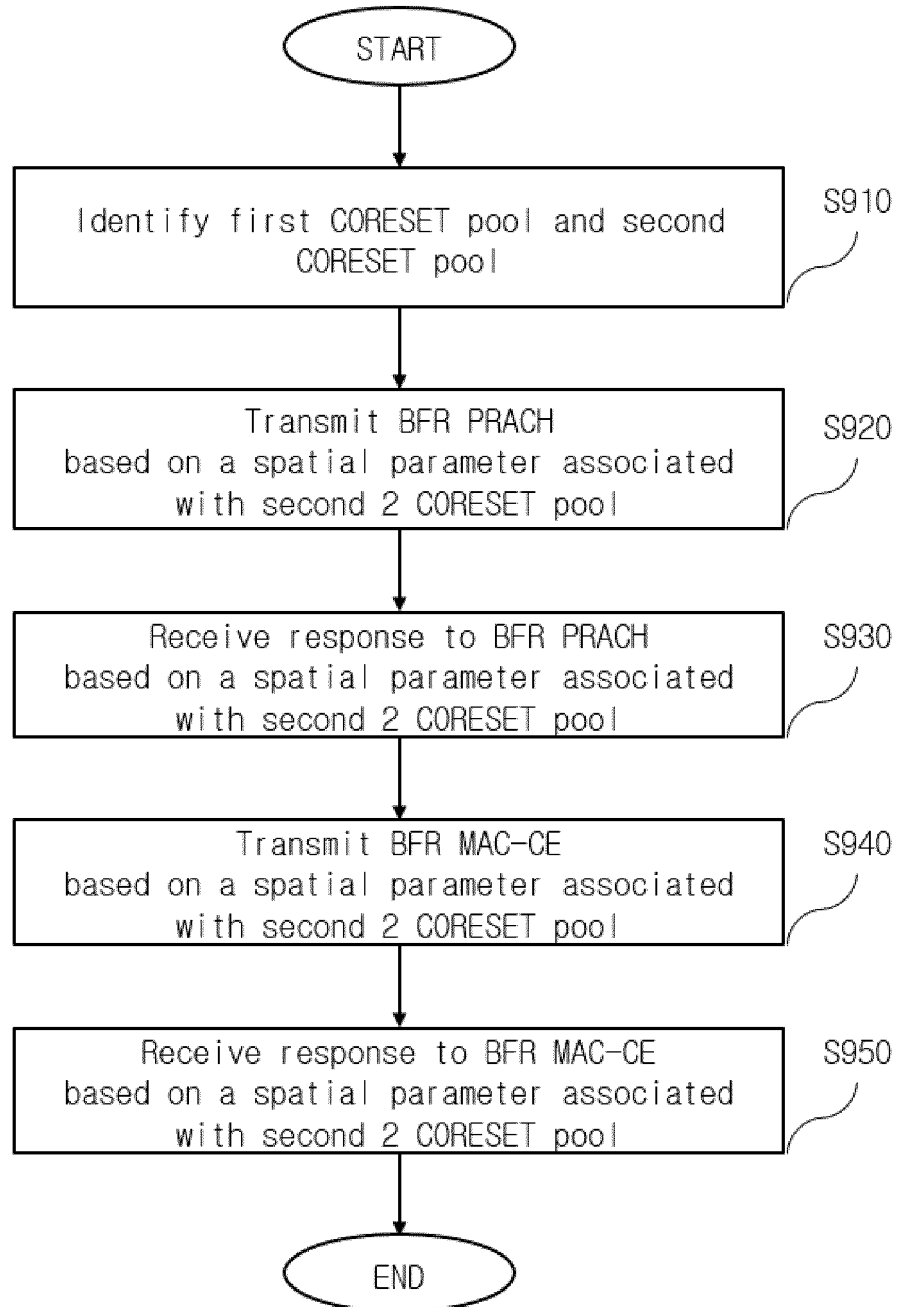 START
Identify first CORESET pool and second
CORESET pool
S910
Transmit BFR PRACH
based on a spatial parameter associated
with second 2 CORESET pool
S920
Receive response to BFR PRACH
based on a spatial parameter associated
with second 2 CORESET pool
S930
Transmit BFR MAC-CE
based on a spatial parameter associated
with second 2 CORESET pool
S940
Receive response to BFR MAC-CE
based on a spatial parameter associated
with second 2 CORESET pool
S950
END